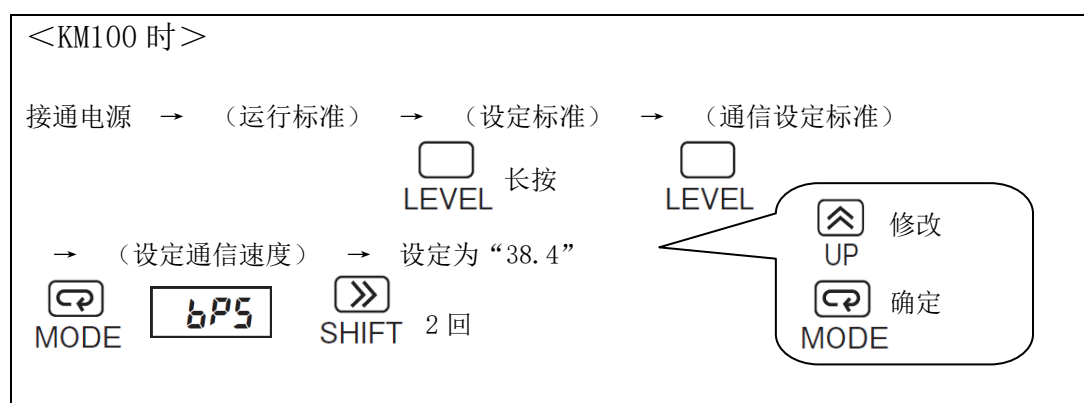 ＜KM100 时＞
接通电源 → （运行标准） → （设定标准） → （通信设定标准）
LEVEL 长按 LEVEL
→ （设定通信速度） → 设定为“38.4”
MODE bPS SHIFT 2 回
UP 修改
MODE 确定